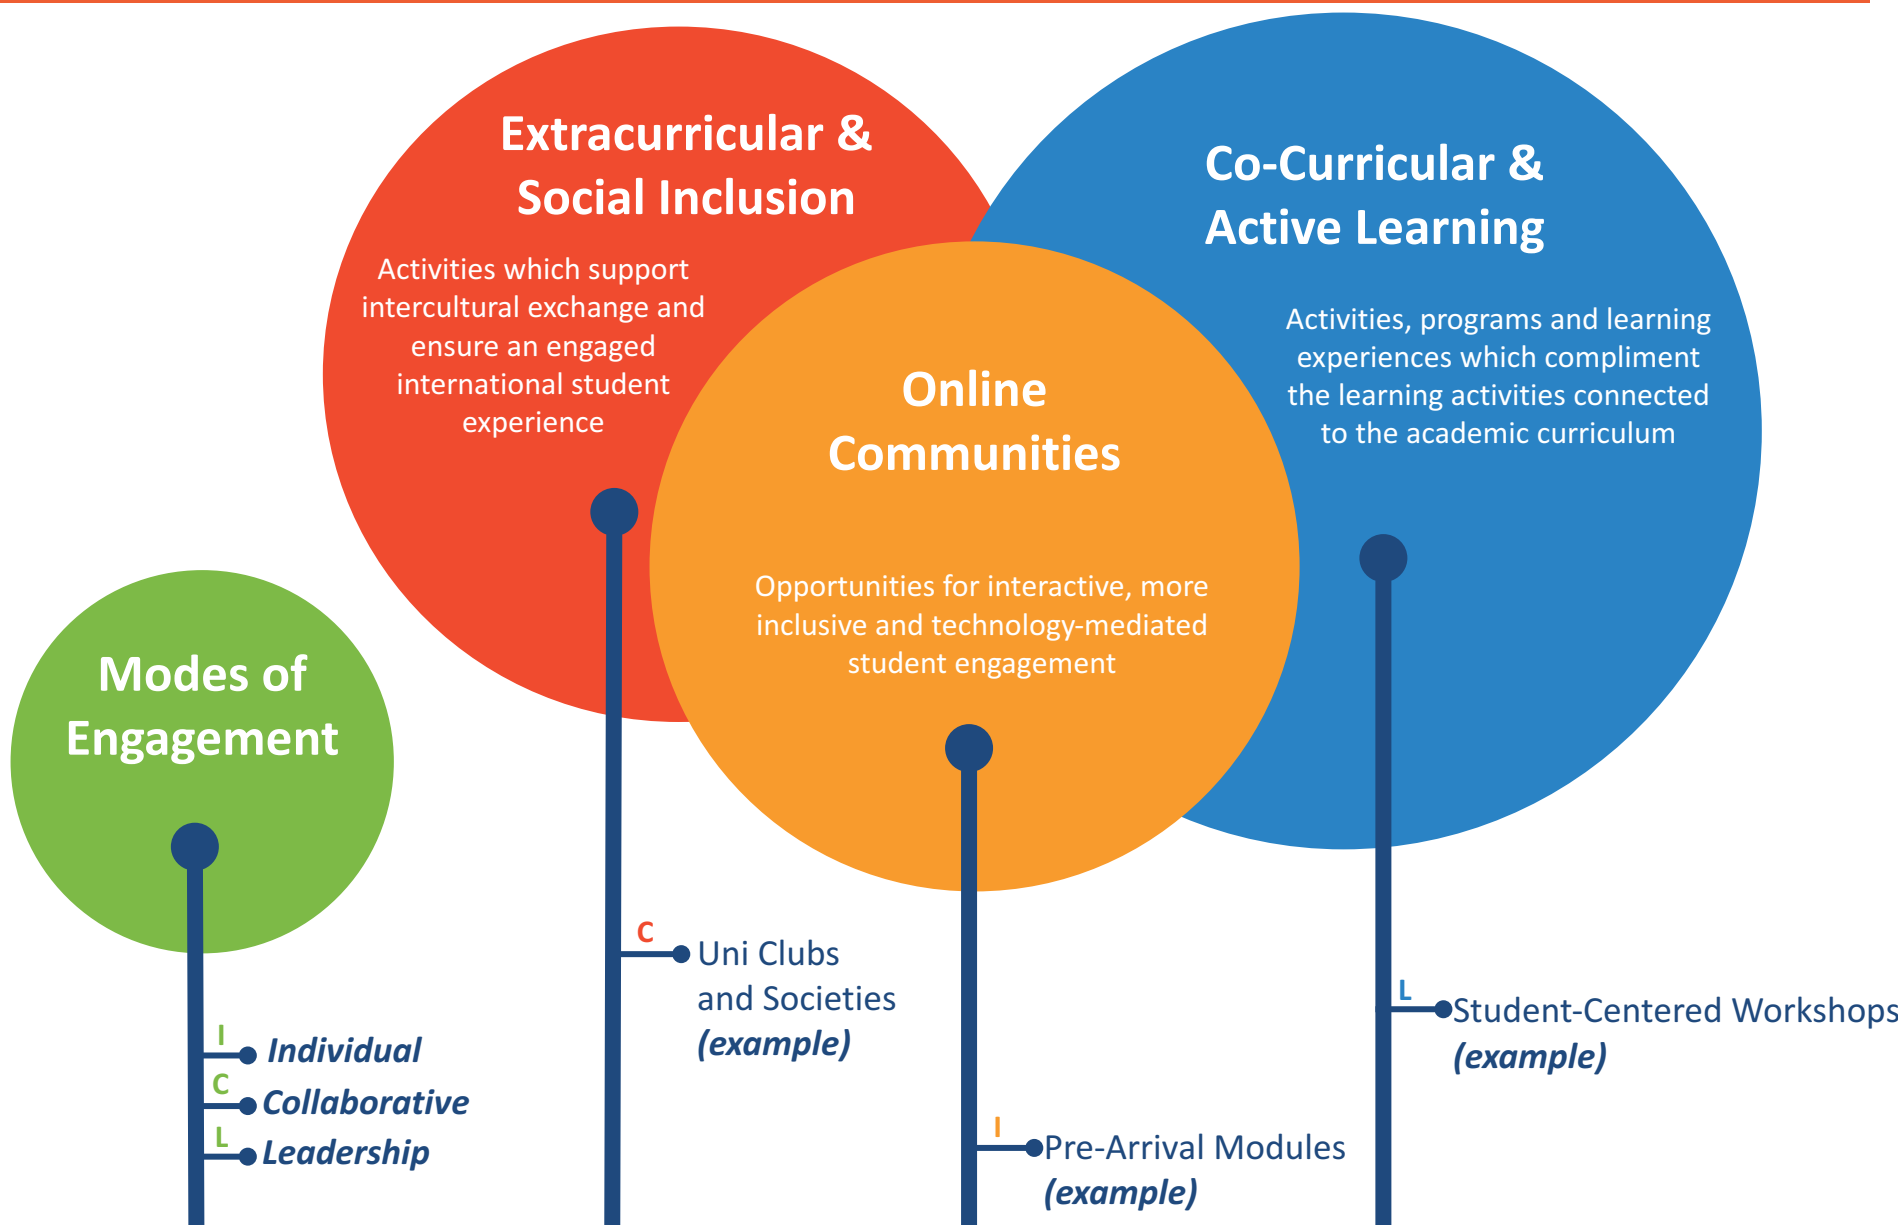 Extracurricular &
Social Inclusion
Activities which support
intercultural exchange and
ensure an engaged
international student
experience
Co-Curricular &
Active Learning
Activities, programs and learning
experiences which compliment
the learning activities connected
to the academic curriculum
Online
Communities
Opportunities for interactive, more
inclusive and technology-mediated
student engagement
Modes of
Engagement
I Individual
C Collaborative
L Leadership
C Uni Clubs
and Societies
(example)
I Pre-Arrival Modules
(example)
L Student-Centered Workshops
(example)